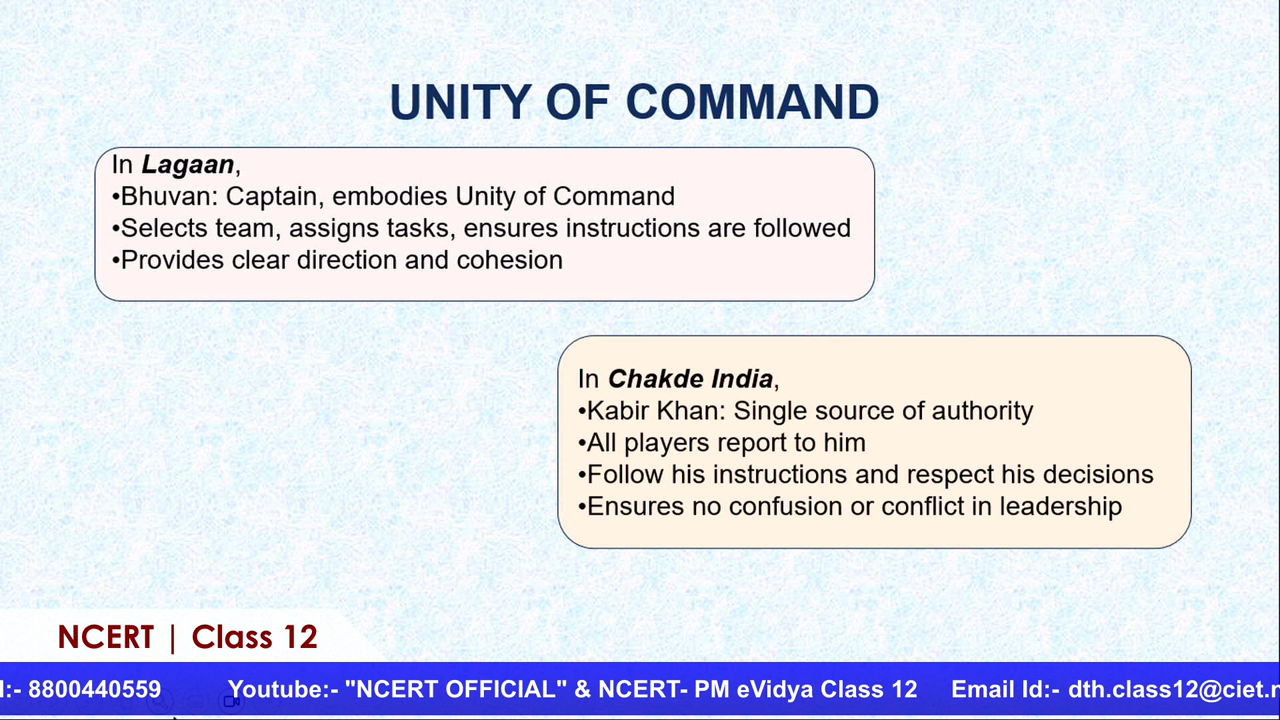 UNITY OF COMMAND
In Lagaan,
•Bhuvan: Captain, embodies Unity of Command
•Selects team, assigns tasks, ensures instructions are followed
•Provides clear direction and cohesion
In Chakde India,
•Kabir Khan: Single source of authority
•All players report to him
•Follow his instructions and respect his decisions
•Ensures no confusion or conflict in leadership
NCERT | Class 12
:- 8800440559 Youtube:- "NCERT OFFICIAL" & NCERT- PM eVidya Class 12 Email Id:- dth.class12@ciet.